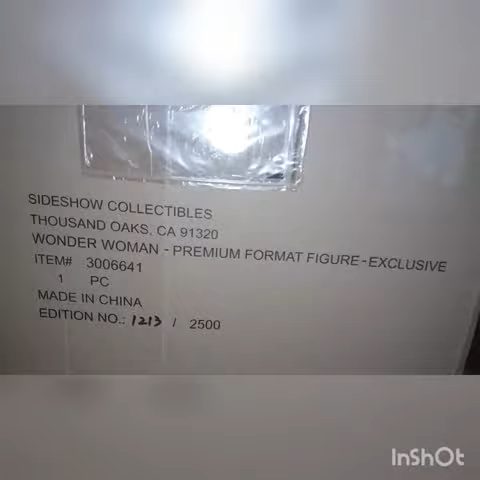 SIDESHOW COLLECTIBLES
THOUSAND OAKS, CA 91320
WONDER WOMAN - PREMIUM FORMAT FIGURE - EXCLUSIVE
ITEM# 3006641
1 PC
MADE IN CHINA
EDITION NO.: 1213 / 2500
InShOt